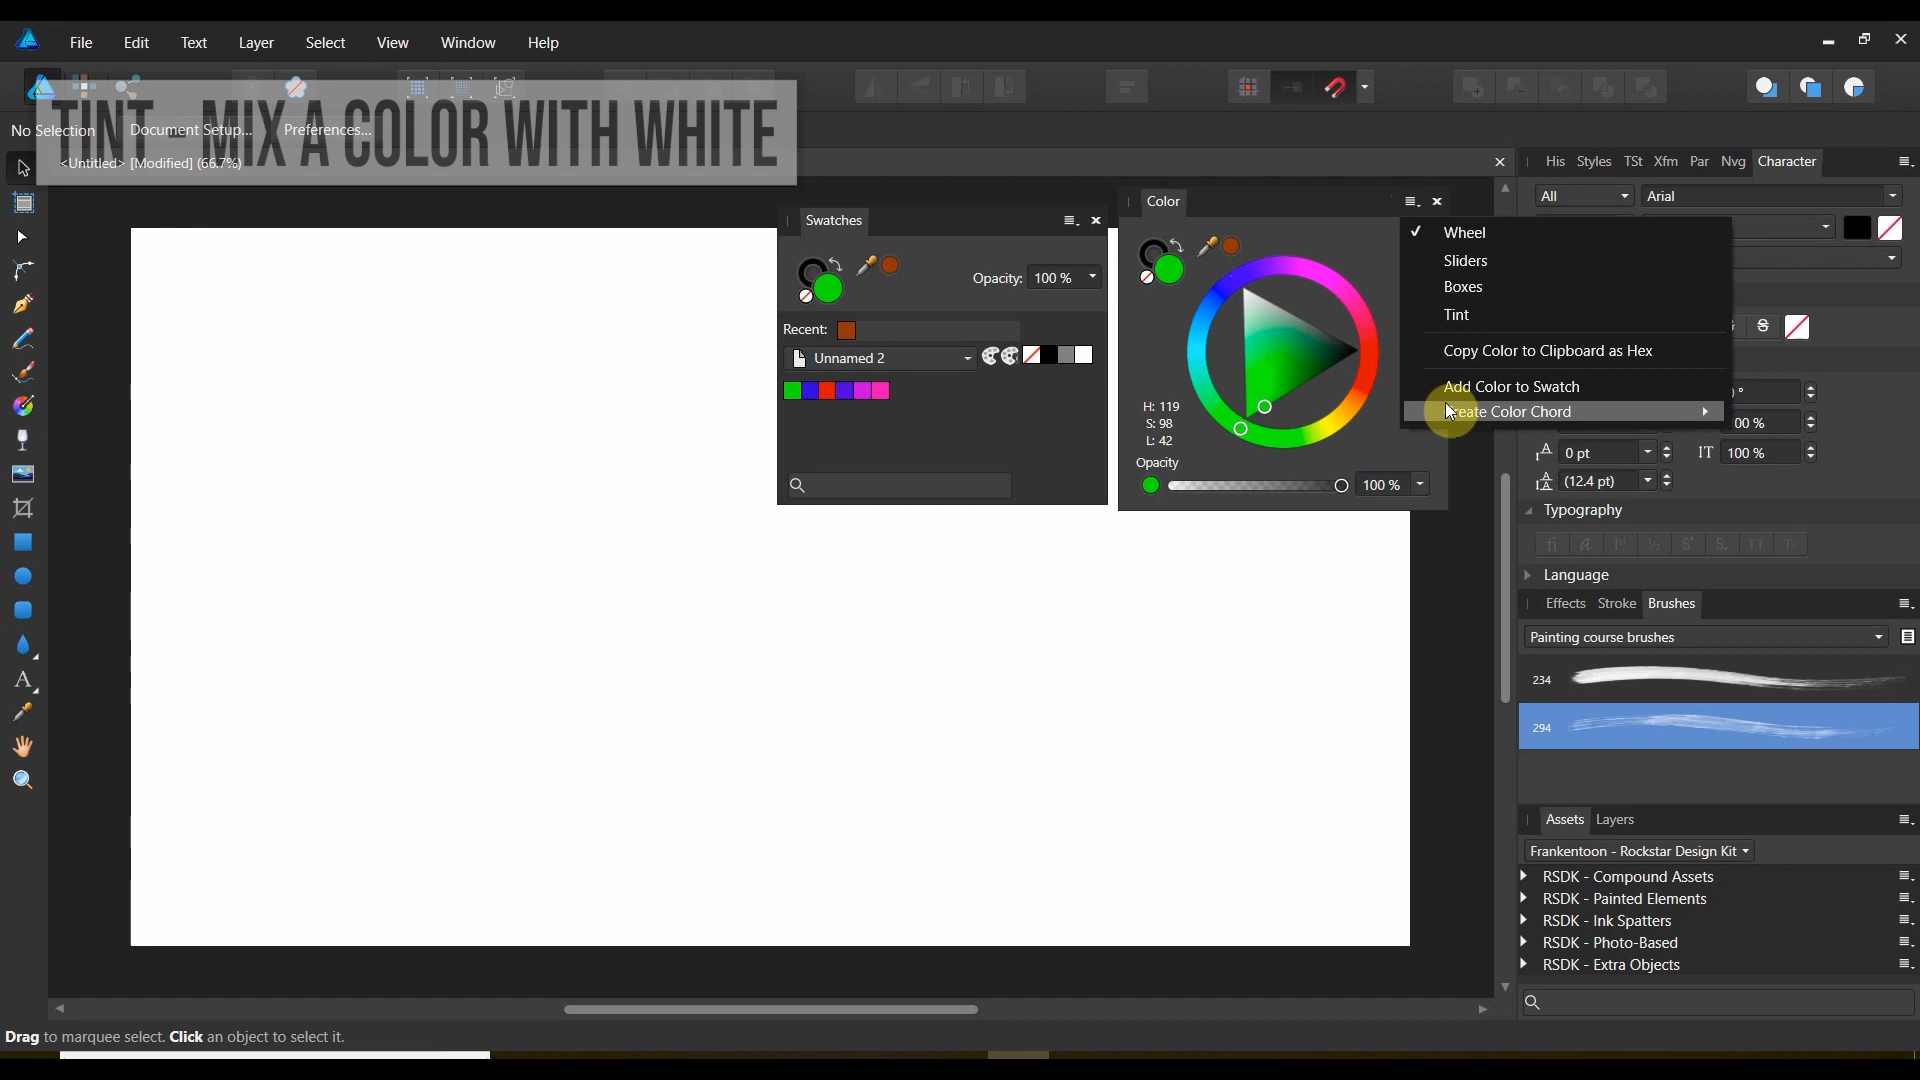 File Edit Text Layer Select View Window Help
TINT - MIX A COLOR WITH WHITE
No Selection Document Setup... Preferences...
<Untitled> [Modified] (66.7%)
His Styles TSt Xfm Par Nvg Character
All Arial
Swatches
Opacity: 100 %
Recent:
Unnamed 2
Color
H: 119
S: 98
L: 42
Opacity
100 %
Wheel
Sliders
Boxes
Tint
Copy Color to Clipboard as Hex
Add Color to Swatch
Create Color Chord
0 pt 100 %
(12.4 pt)
Typography
Language
Effects Stroke Brushes
Painting course brushes
234
294
Assets Layers
Frankentoon - Rockstar Design Kit
RSDK - Compound Assets
RSDK - Painted Elements
RSDK - Ink Spatters
RSDK - Photo-Based
RSDK - Extra Objects
Drag to marquee select. Click an object to select it.